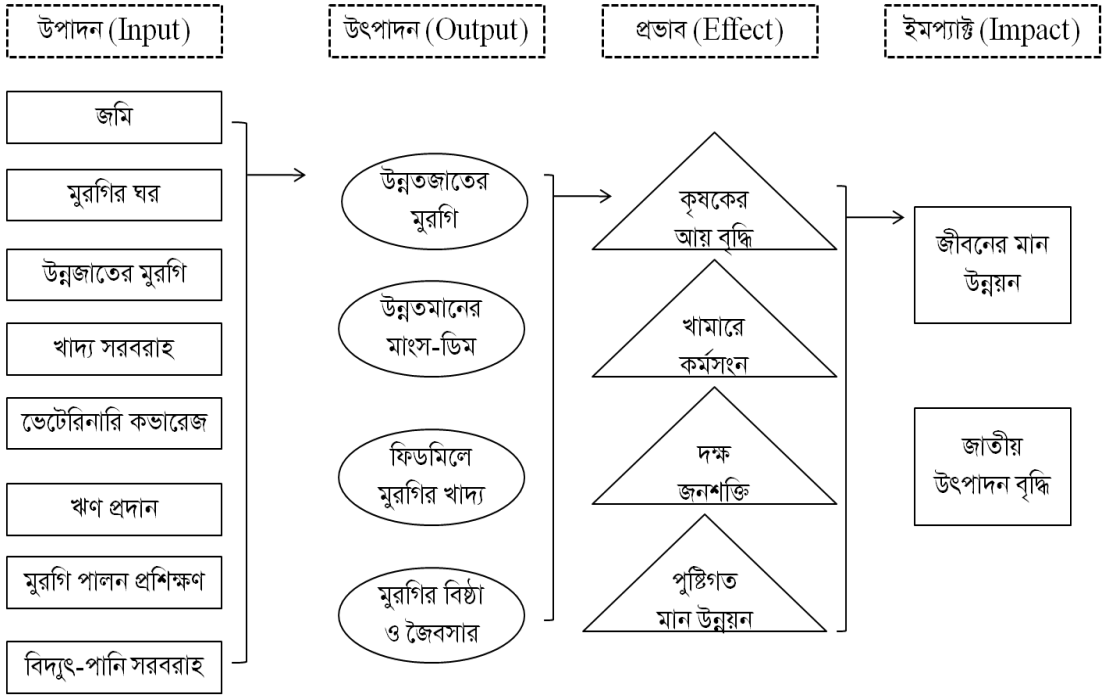 উপাদন (Input)
উৎপাদন (Output)
প্রভাব (Effect)
ইমপ্যাক্ট (Impact)
জমি
মুরগির ঘর
উন্নজাতের মুরগি
খাদ্য সরবরাহ
ভেটেরিনারি কভারেজ
ঋণ প্রদান
মুরগি পালন প্রশিক্ষণ
বিদ্যুৎ-পানি সরবরাহ
উন্নতজাতের
মুরগি
উন্নতমানের
মাংস-ডিম
ফিডমিলে
মুরগির খাদ্য
মুরগির বিষ্ঠা
ও জৈবসার
কৃষকের
আয় বৃদ্ধি
খামারে
কর্মসংন
দক্ষ
জনশক্তি
পুষ্টিগত
মান উন্নয়ন
জীবনের মান
উন্নয়ন
জাতীয়
উৎপাদন বৃদ্ধি